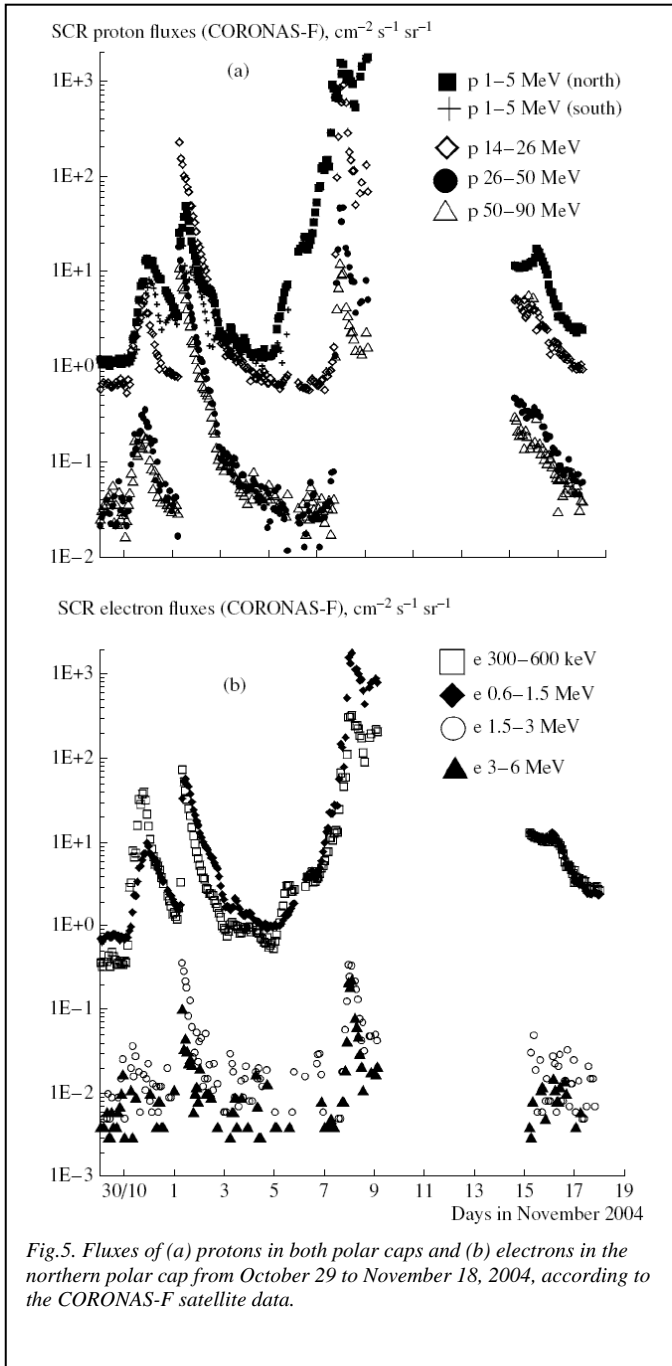 SCR proton fluxes (CORONAS-F), cm⁻² s⁻¹ sr⁻¹
1E+3
(a)
■ p 1–5 MeV (north)
+ p 1–5 MeV (south)
1E+2
◇ p 14–26 MeV
● p 26–50 MeV
△ p 50–90 MeV
1E+1
1E+0
1E−1
1E−2
SCR electron fluxes (CORONAS-F), cm⁻² s⁻¹ sr⁻¹
1E+3
(b)
□ e 300–600 keV
◆ e 0.6–1.5 MeV
○ e 1.5–3 MeV
▲ e 3–6 MeV
1E+2
1E+1
1E+0
1E−1
1E−2
1E−3
30/10 1 3 5 7 9 11 13 15 17 19
Days in November 2004
Fig.5. Fluxes of (a) protons in both polar caps and (b) electrons in the
northern polar cap from October 29 to November 18, 2004, according to
the CORONAS-F satellite data.